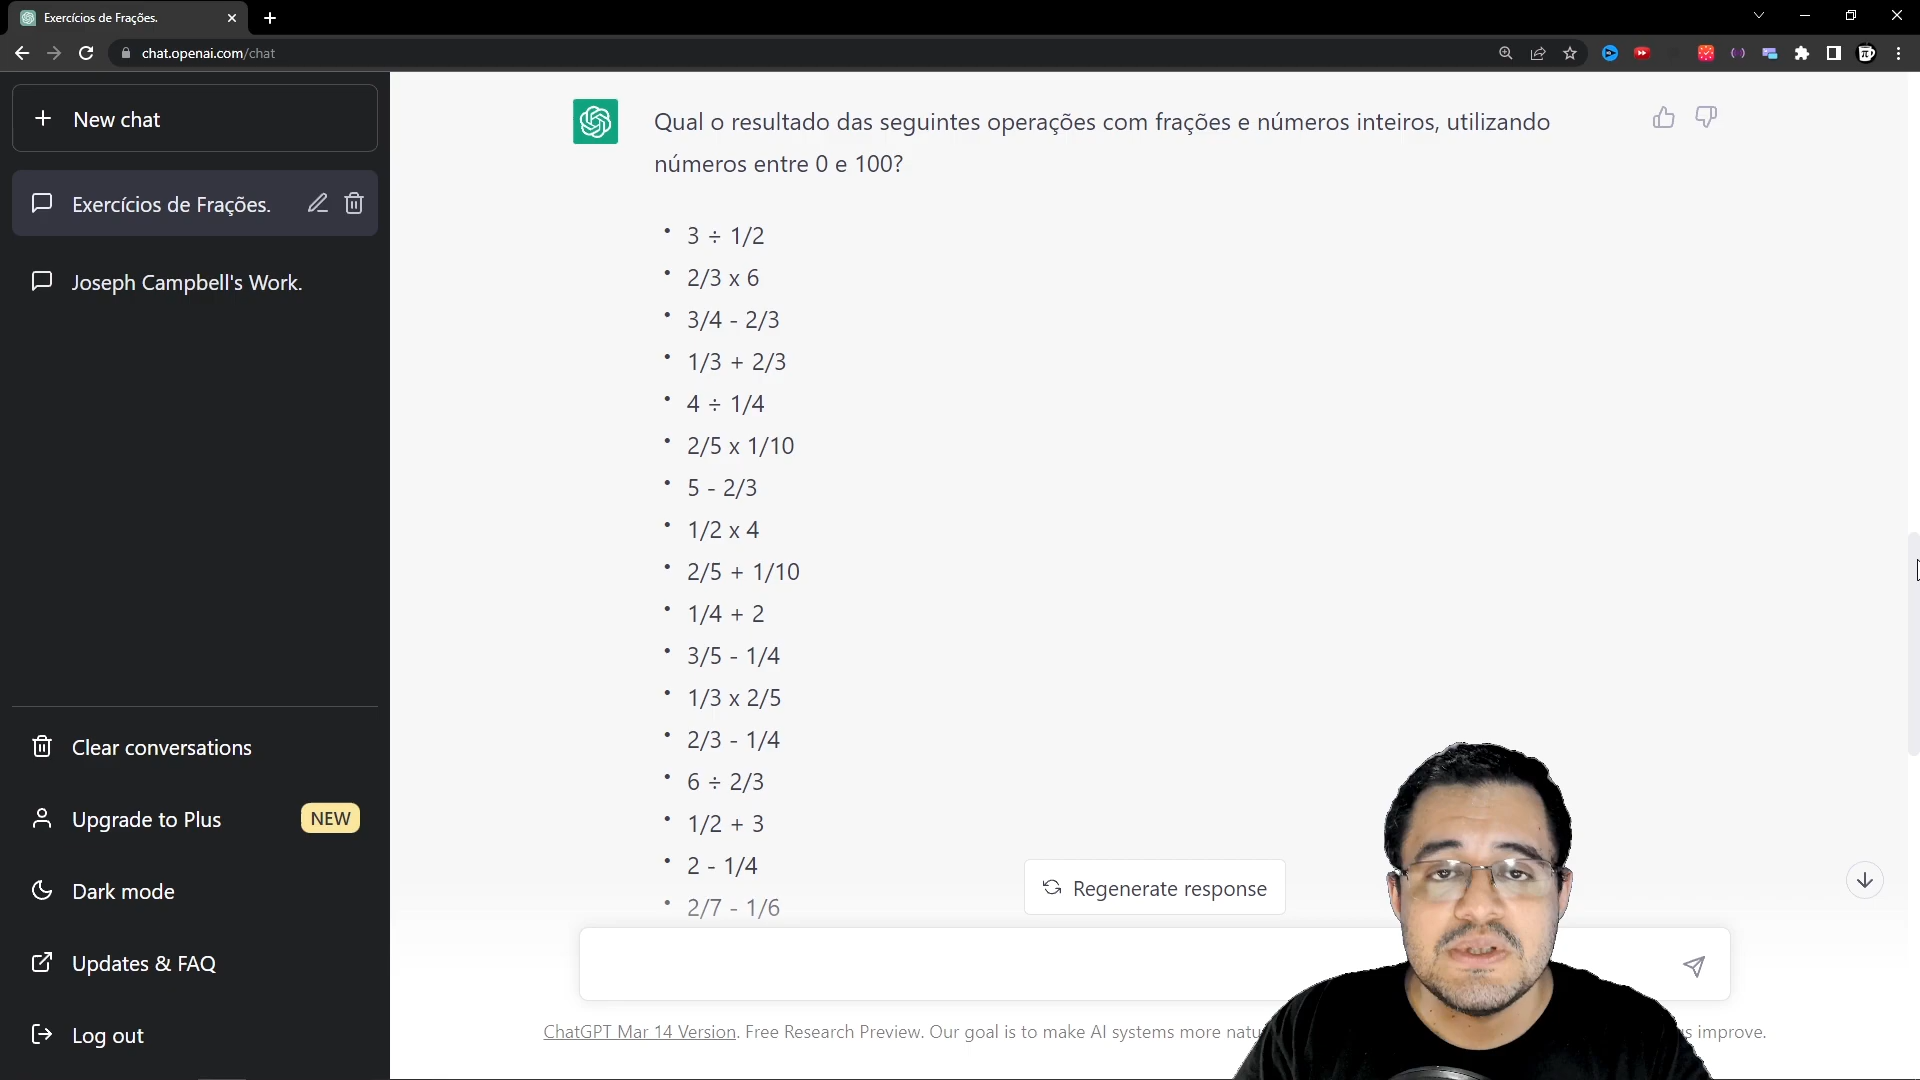 Exercícios de Frações.
chat.openai.com/chat
New chat
Exercícios de Frações.
Joseph Campbell's Work.
Clear conversations
Upgrade to Plus
NEW
Dark mode
Updates & FAQ
Log out
Qual o resultado das seguintes operações com frações e números inteiros, utilizando
números entre 0 e 100?
• 3 ÷ 1/2
• 2/3 x 6
• 3/4 - 2/3
• 1/3 + 2/3
• 4 ÷ 1/4
• 2/5 x 1/10
• 5 - 2/3
• 1/2 x 4
• 2/5 + 1/10
• 1/4 + 2
• 3/5 - 1/4
• 1/3 x 2/5
• 2/3 - 1/4
• 6 ÷ 2/3
• 1/2 + 3
• 2 - 1/4
• 2/7 - 1/6
Regenerate response
ChatGPT Mar 14 Version. Free Research Preview. Our goal is to make AI systems more natu
s improve.